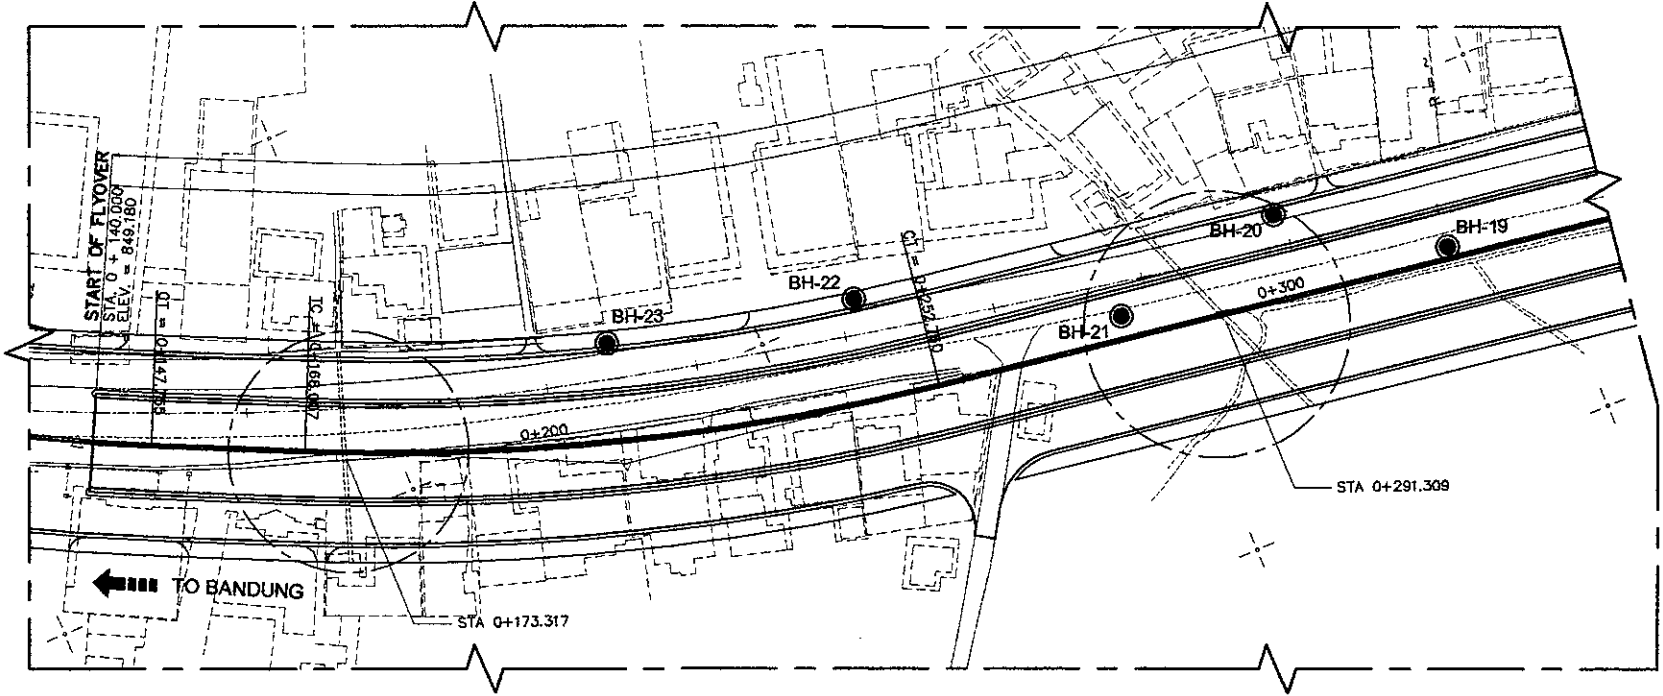 START OF FLYOVER
STA. 0 + 140.000
ELEV. = 849.180
BH-23
BH-22
BH-21
BH-20
BH-19
0+200
0+300
STA 0+291.309
STA 0+173.317
TO BANDUNG